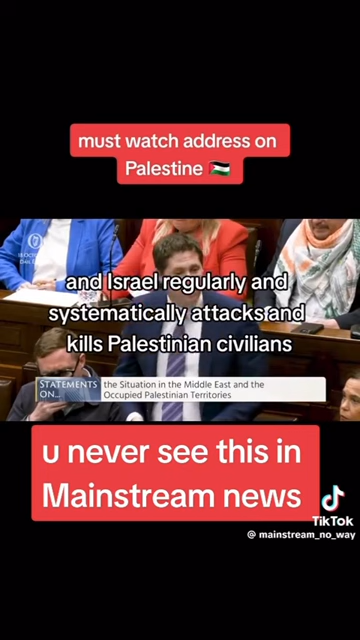 must watch address on
Palestine 🇵🇸
and Israel regularly and
systematically attacks and
kills Palestinian civilians
STATEMENTS
ON...
the Situation in the Middle East and the
Occupied Palestinian Territories
u never see this in
Mainstream news
TikTok
@ mainstream_no_way